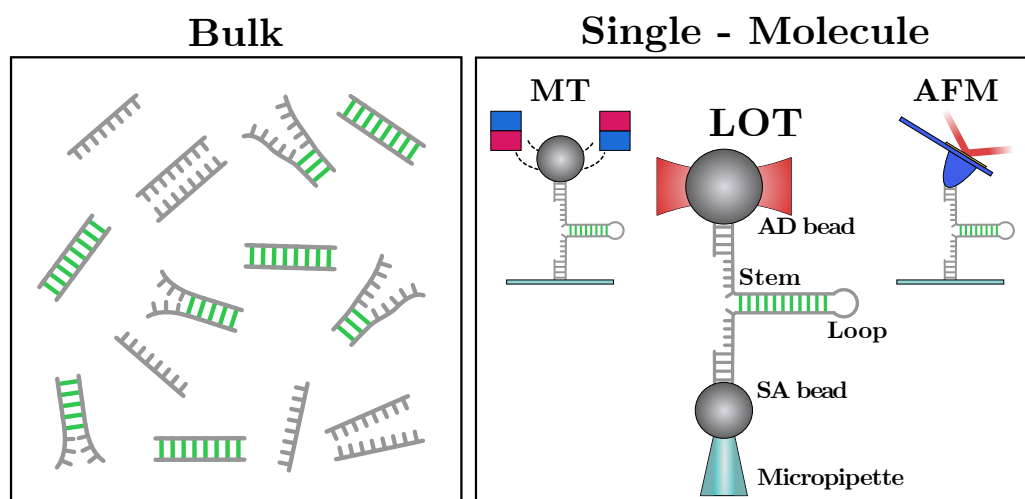 Bulk
Single - Molecule
MT
LOT
AFM
AD bead
Stem
Loop
SA bead
Micropipette